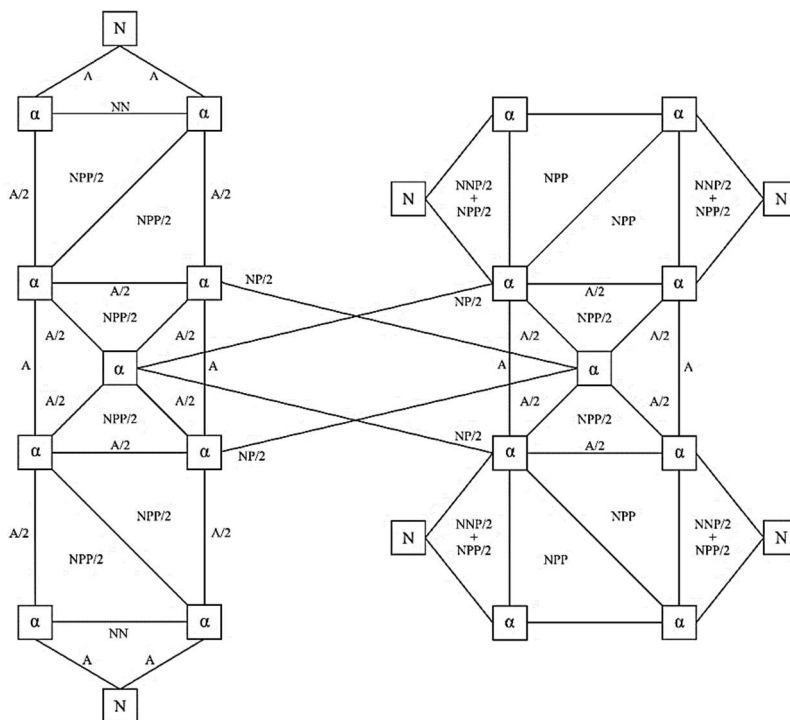 N
A A
α NN α
α α
NPP/2
A/2 A/2
NPP/2
N NNP/2 + NPP/2 NPP NNP/2 + NPP/2 N
NPP
α α NP/2 α α
A/2 A/2
NPP/2 NP/2 NPP/2
A/2 A/2 A/2 A/2
A α A A α A
A/2 A/2 A/2 A/2
NPP/2 NPP/2
A/2 A/2
α α NP/2 NP/2 α α
NPP/2 NPP
A/2 A/2
N NNP/2 + NPP/2 NNP/2 + NPP/2 N
NPP/2 NPP
α α α α
NN
A A
N